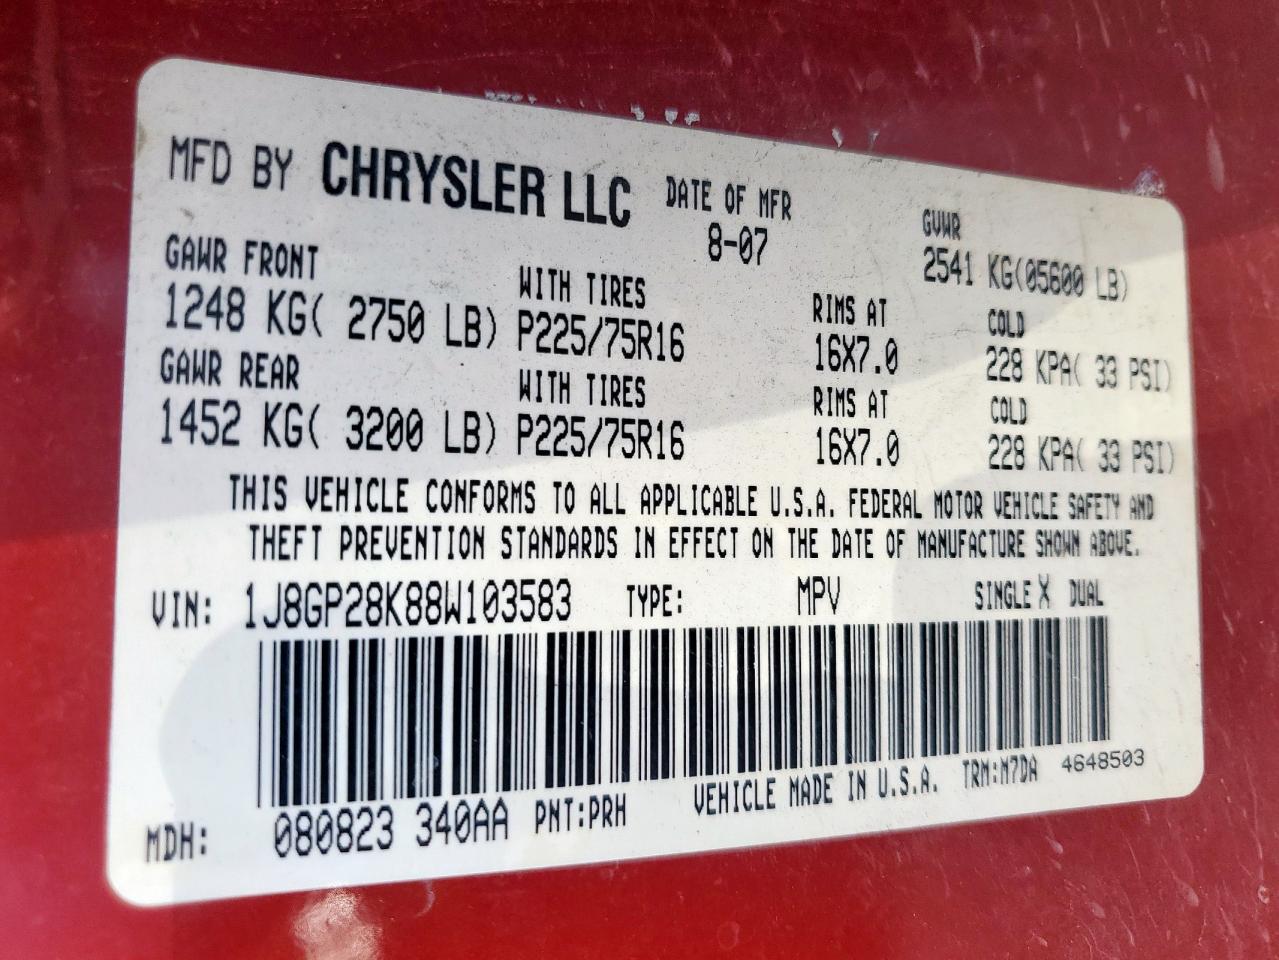 MFD BY CHRYSLER LLC DATE OF MFR GVWR
8-07 2541 KG(05600 LB)
GAWR FRONT WITH TIRES RIMS AT COLD
1248 KG( 2750 LB) P225/75R16 16X7.0 228 KPA( 33 PSI)
GAWR REAR WITH TIRES RIMS AT COLD
1452 KG( 3200 LB) P225/75R16 16X7.0 228 KPA( 33 PSI)
THIS VEHICLE CONFORMS TO ALL APPLICABLE U.S.A. FEDERAL MOTOR VEHICLE SAFETY AND
THEFT PREVENTION STANDARDS IN EFFECT ON THE DATE OF MANUFACTURE SHOWN ABOVE.
VIN: 1J8GP28K88W103583 TYPE: MPV SINGLE X DUAL
MDH: 080823 340AA PNT:PRH VEHICLE MADE IN U.S.A. TRM:M7DA 4648503